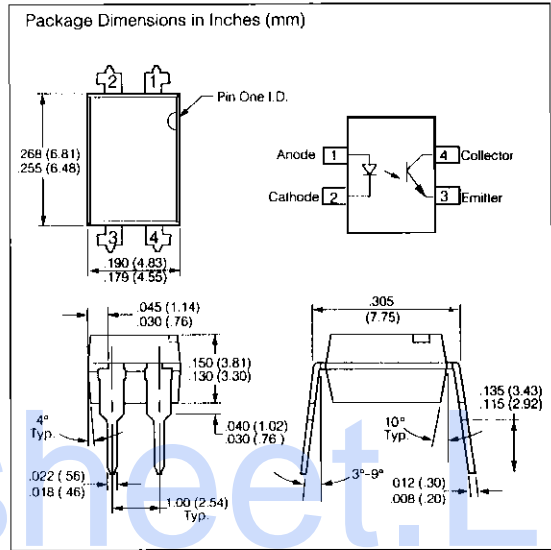 Package Dimensions in Inches (mm)
2 1
Pin One I.D.
.268 (6.81)
.255 (6.48)
3 4
.190 (4.83)
.179 (4.55)
Anode 1 4 Collector
Cathode 2 3 Emitter
.045 (1.14)
.030 (.76)
.150 (3.81)
.130 (3.30)
4°
Typ.
.040 (1.02)
.030 (.76 )
.022 ( 56)
.018 ( 46)
1.00 (2.54)
Typ.
.305
(7.75)
.135 (3.43)
.115 (2.92)
10°
Typ.
3°-9°
012 (.30)
.008 (.20)
sheet.L